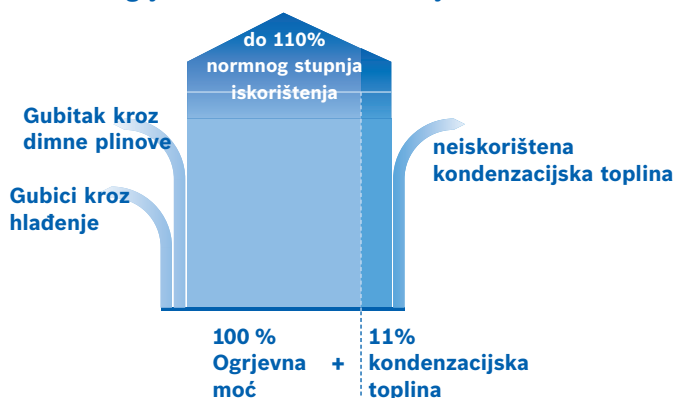 do 110%
normnog stupnja
iskorištenja
Gubitak kroz
dimne plinove
Gubici kroz
hlađenje
neiskorištena
kondenzacijska toplina
100 %
Ogrjevna
moć
+
11%
kondenzacijska
toplina